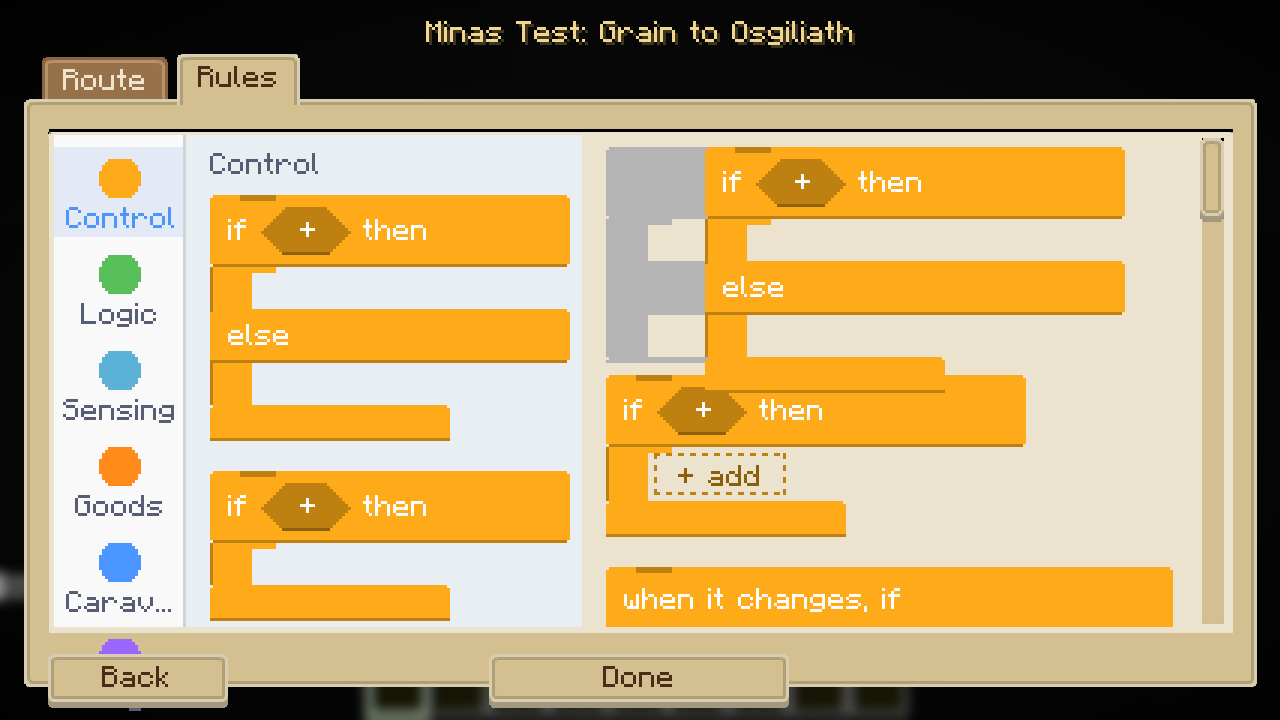 Minas Test: Grain to Osgiliath
Route
Rules
Control
Logic
Sensing
Goods
Carav...
Control
if + then
else
if + then
if + then
else
if + then
+ add
when it changes, if
Back
Done